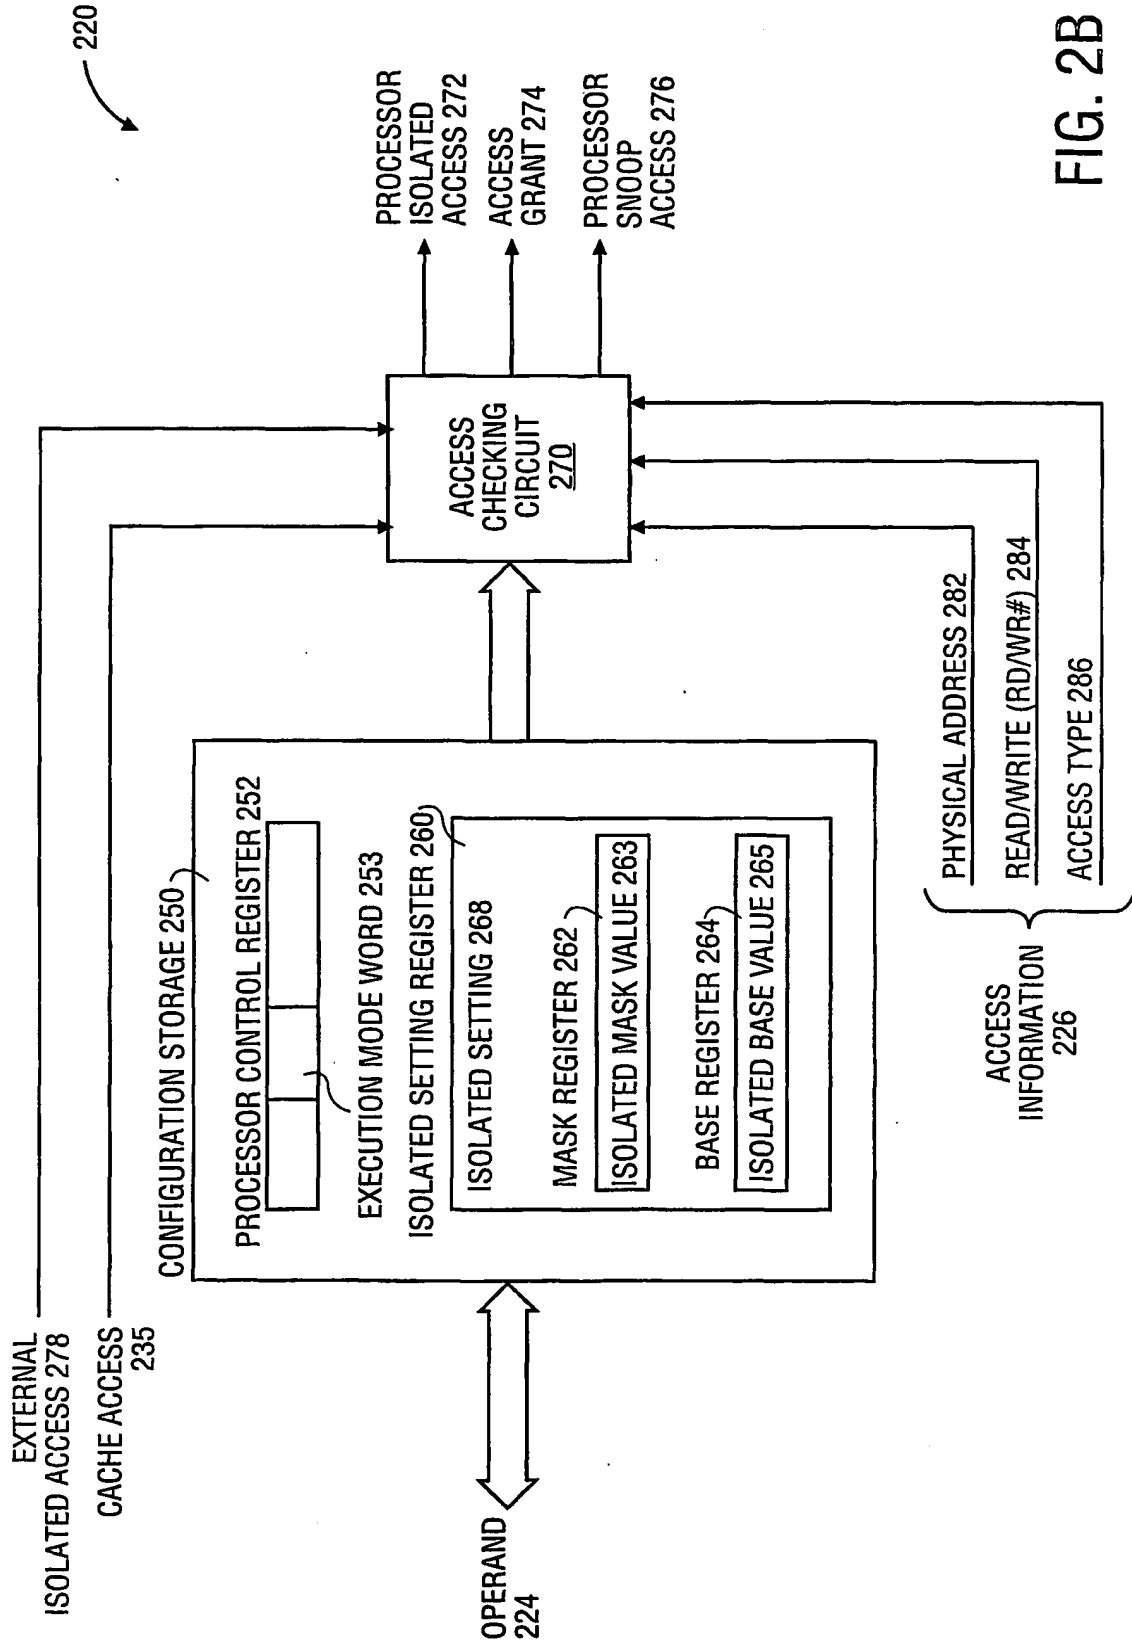 220
EXTERNAL
ISOLATED ACCESS 278
CACHE ACCESS
235
CONFIGURATION STORAGE 250
PROCESSOR CONTROL REGISTER 252
EXECUTION MODE WORD 253
ISOLATED SETTING REGISTER 260
ISOLATED SETTING 268
MASK REGISTER 262
ISOLATED MASK VALUE 263
BASE REGISTER 264
ISOLATED BASE VALUE 265
OPERAND
224
ACCESS
CHECKING
CIRCUIT
270
PROCESSOR
ISOLATED
ACCESS 272
ACCESS
GRANT 274
PROCESSOR
SNOOP
ACCESS 276
ACCESS
INFORMATION
226
PHYSICAL ADDRESS 282
READ/WRITE (RD/WR#) 284
ACCESS TYPE 286
FIG. 2B